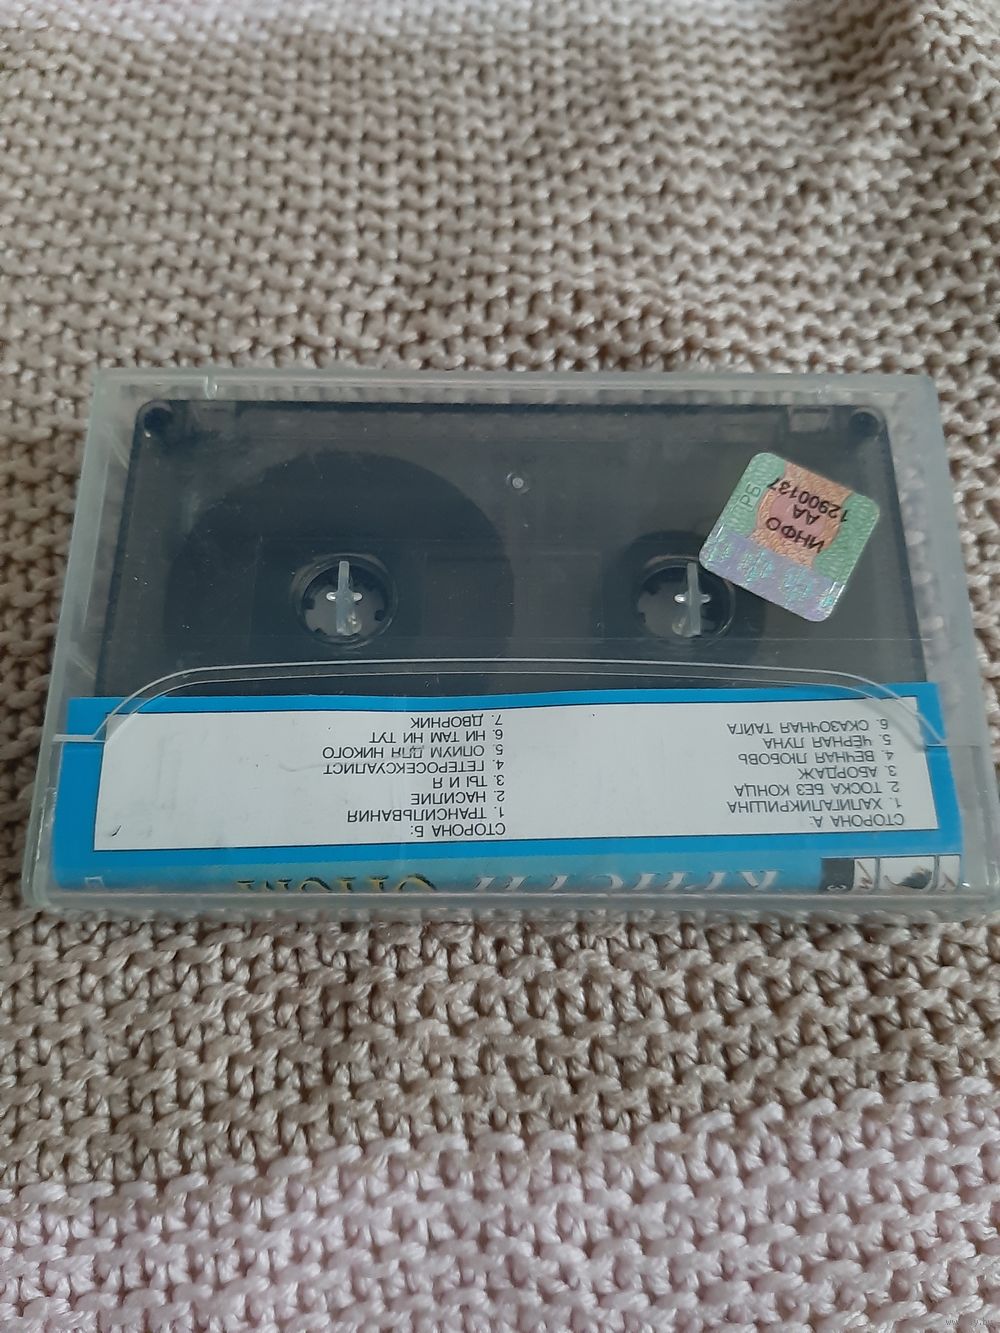 СТОРОНА А:
1. ХАЛИГАЛИКРИШНА
2. ТОСКА БЕЗ КОНЦА
3. АБОРДАЖ
4. ВЕЧНАЯ ЛЮБОВЬ
5. ЧЕРНАЯ ЛУНА
6. СКАЗОЧНАЯ ТАЙГА
СТОРОНА Б:
1. ТРАНСИЛЬВАНИЯ
2. НАСИЛИЕ
3. ТЫ И Я
4. ГЕТЕРОСЕКСУАЛИСТ
5. ОПИУМ ДЛЯ НИКОГО
6. НИ ТАМ НИ ТУТ
7. ДВОРНИК
РБ
ИНФО
АА
12900137